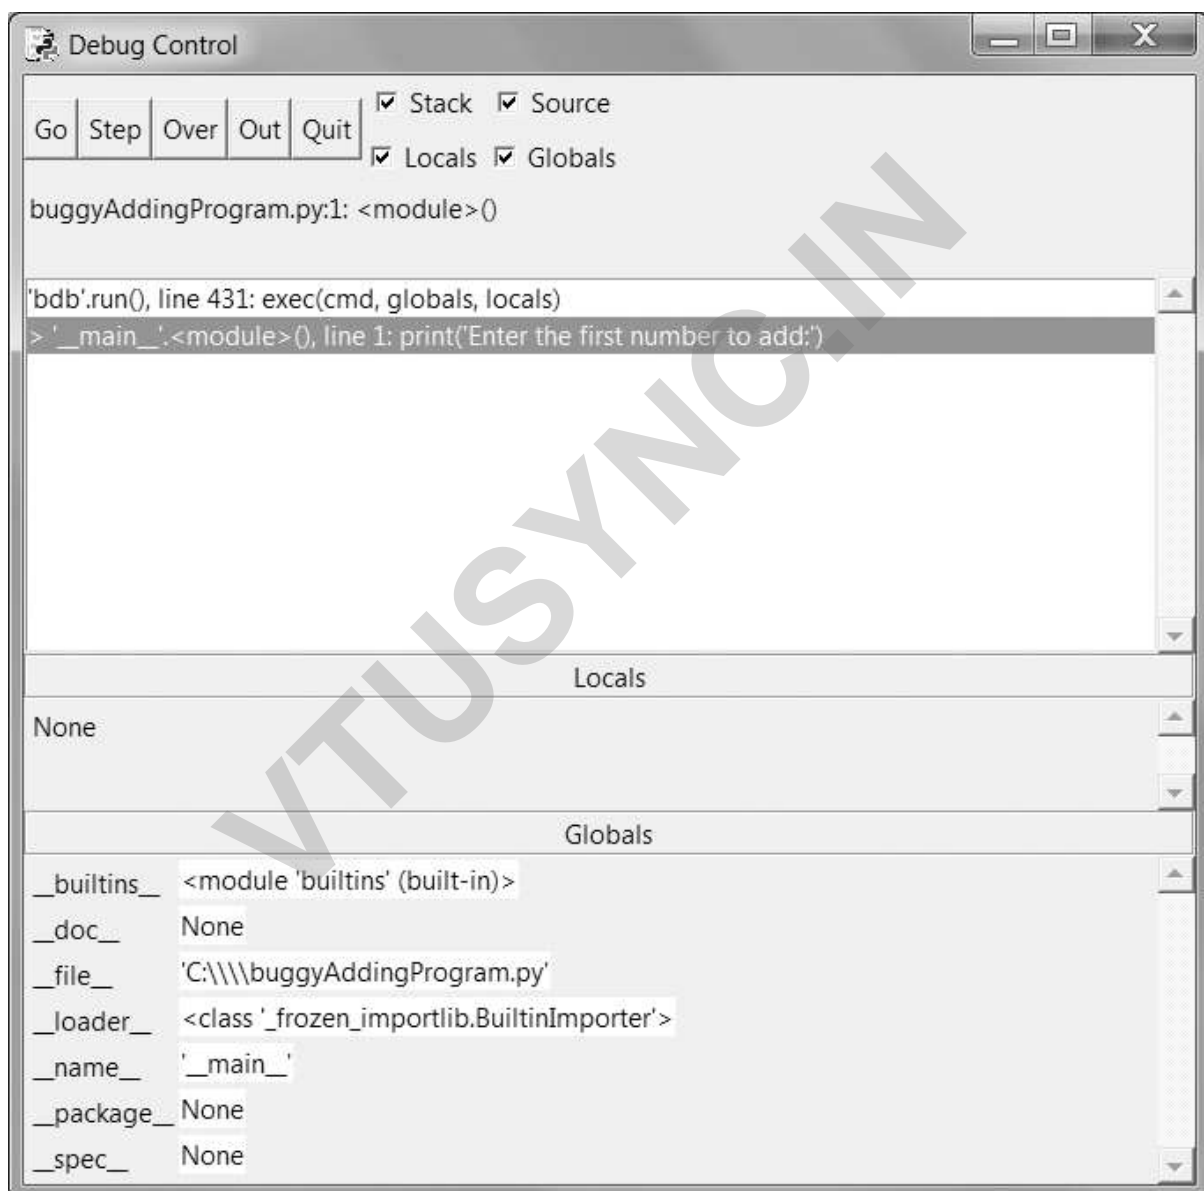 Debug Control
Go Step Over Out Quit
Stack Source
Locals Globals
buggyAddingProgram.py:1: <module>()
'bdb'.run(), line 431: exec(cmd, globals, locals)
> '__main__'.<module>(), line 1: print('Enter the first number to add:')
Locals
None
Globals
__builtins__ <module 'builtins' (built-in)>
__doc__ None
__file__ 'C:\\\\buggyAddingProgram.py'
__loader__ <class '_frozen_importlib.BuiltinImporter'>
__name__ '__main__'
__package__ None
__spec__ None
VTUSYNC.IN